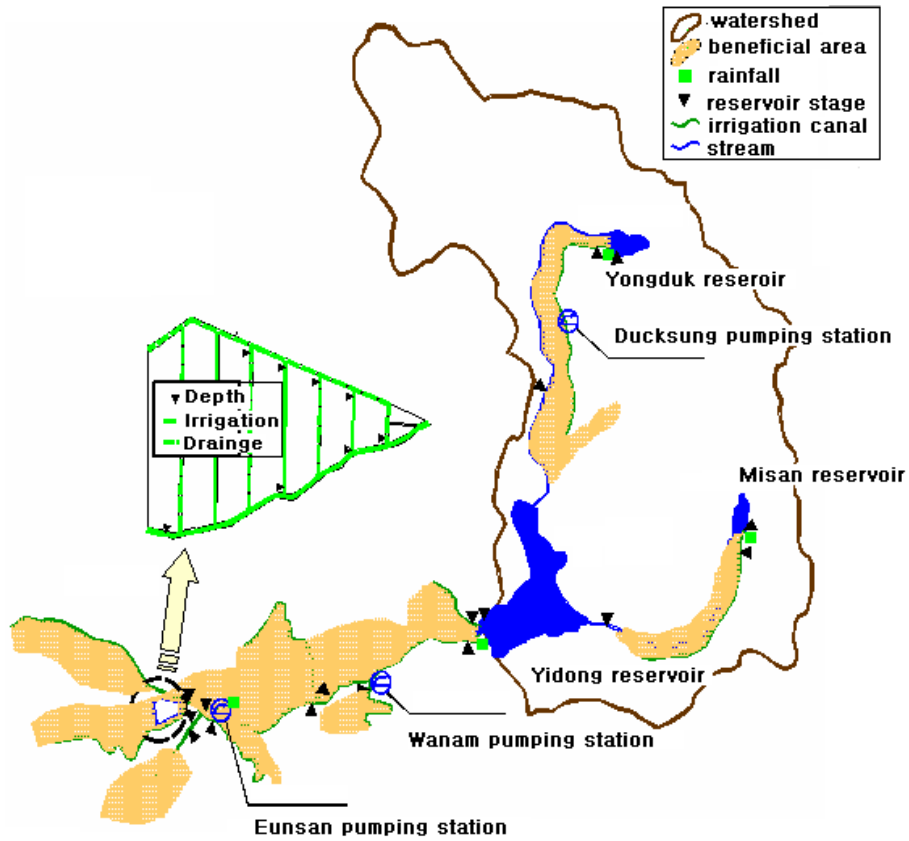 watershed
beneficial area
rainfall
reservoir stage
irrigation canal
stream
Yongduk reseroir
Ducksung pumping station
Depth
Irrigation
Drainge
Misan reservoir
Yidong reservoir
Wanam pumping station
Eunsan pumping station